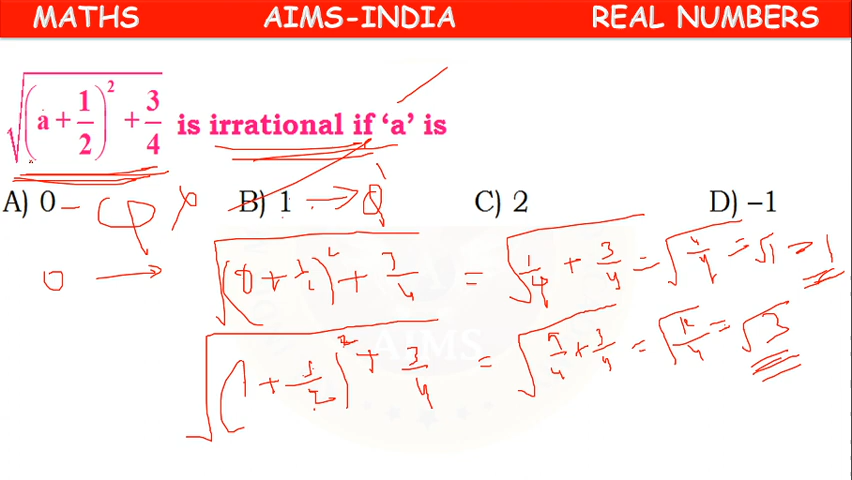 MATHS AIMS-INDIA REAL NUMBERS
√((a + 1/2)² + 3/4) is irrational if ‘a’ is
A) 0 B) 1 → Q' C) 2 D) –1
0 → √((0 + 1/2)² + 3/4) = √(1/4 + 3/4) = √(4/4) = √1 = 1
√((1 + 1/2)² + 3/4) = √(9/4 + 3/4) = √(12/4) = √3
AIMS